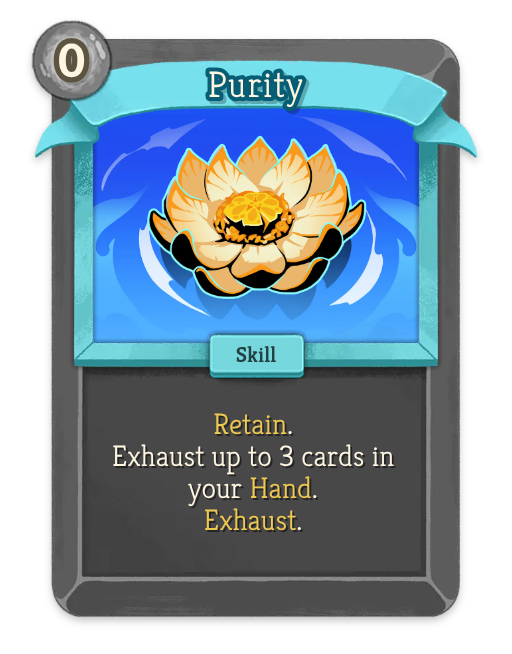 0
Purity
Skill
Retain.
Exhaust up to 3 cards in
your Hand.
Exhaust.